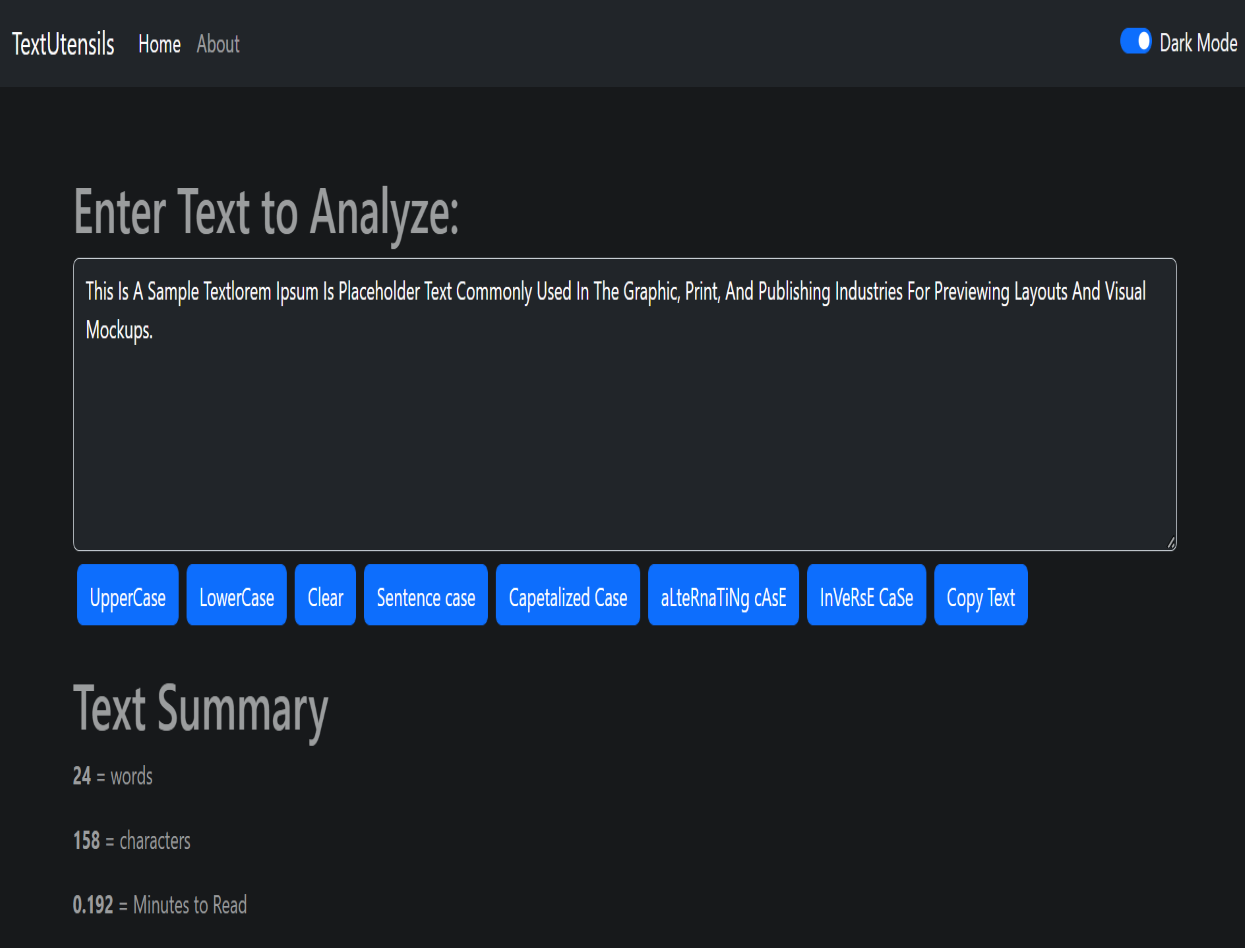 TextUtensils Home About Dark Mode
Enter Text to Analyze:
This Is A Sample Textlorem Ipsum Is Placeholder Text Commonly Used In The Graphic, Print, And Publishing Industries For Previewing Layouts And Visual
Mockups.
UpperCase LowerCase Clear Sentence case Capetalized Case aLteRnaTiNg cAsE InVeRsE CaSe Copy Text
Text Summary
24 = words
158 = characters
0.192 = Minutes to Read